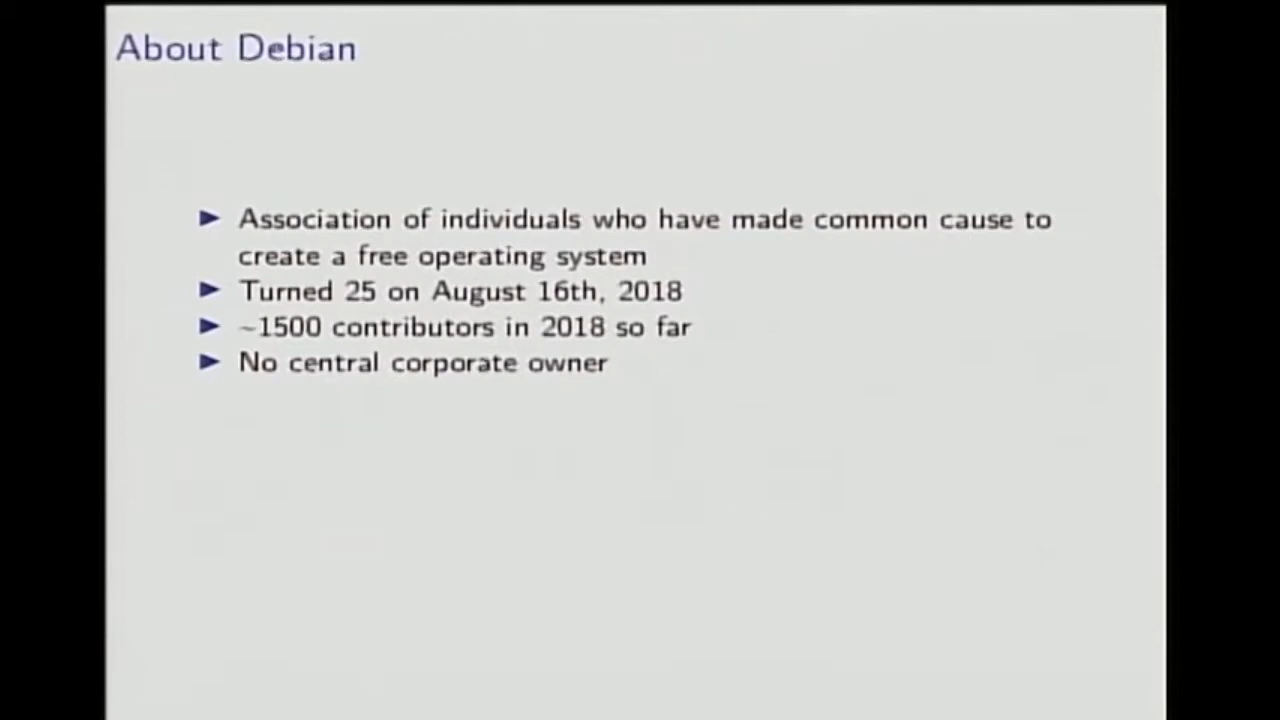 About Debian
► Association of individuals who have made common cause to
create a free operating system
► Turned 25 on August 16th, 2018
► ~1500 contributors in 2018 so far
► No central corporate owner